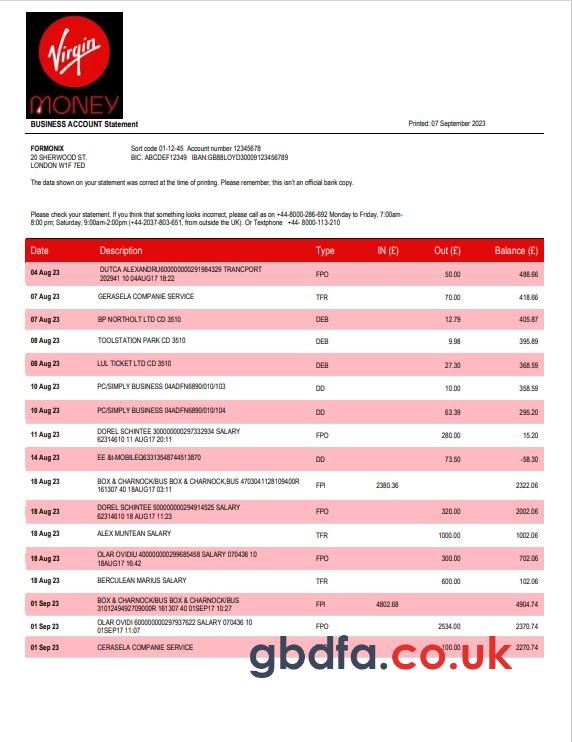 Virgin
MONEY
BUSINESS ACCOUNT Statement Printed: 07 September 2023
FORMONIX Sort code 01-12-45 Account number 12345678
20 SHERWOOD ST. BIC. ABCDEF12349 IBAN:GB88LOYD30009123456789
LONDON W1F 7ED
The data shown on your statement was correct at the time of printing. Please remember, this isn't an official bank copy.
Please check your statement. If you think that something looks incorrect, please call as on +44-8000-286-692 Monday to Friday, 7:00am-
8:00 pm; Saturday, 9:00am-2:00pm (+44-2037-803-651, from outside the UK). Or Textphone +44- 8000-113-210
Date Description Type IN (£) Out (£) Balance (£)
04 Aug 23 DUTCA ALEXANDRU6000000000291984329 TRANCPORT
202941 10 04AUG17 18:22 FPO 50.00 488.66
07 Aug 23 GERASELA COMPANIE SERVICE TFR 70.00 418.66
07 Aug 23 BP NORTHOLT LTD CD 3510 DEB 12.79 405.87
08 Aug 23 TOOLSTATION PARK CD 3510 DEB 9.98 395.89
08 Aug 23 LUL TICKET LTD CD 3510 DEB 27.30 368.59
10 Aug 23 PC/SIMPLY BUSINESS 04ADFN6890/010/103 DD 10.00 358.59
10 Aug 23 PC/SIMPLY BUSINESS 04ADFN6890/010/104 DD 63.39 295.20
11 Aug 23 DOREL SCHINTEE 300000000297332934 SALARY
62314610 11 AUG17 20:11 FPO 280.00 15.20
14 Aug 23 EE &t-MOBILEQ63313548744513870 DD 73.50 -58.30
18 Aug 23 BOX & CHARNOCK/BUS BOX & CHARNOCK,BUS 4703041128109400R
161307 40 18AUG17 03:11 FPI 2380.36 2322.06
18 Aug 23 DOREL SCHINTEE 500000000294914525 SALARY
62314610 18 AUG17 11:23 FPO 320.00 2002.06
18 Aug 23 ALEX MUNTEAN SALARY TFR 1000.00 1002.06
18 Aug 23 OLAR OVIDIU 400000000299685458 SALARY 070436 10
18AUG17 16:42 FPO 300.00 702.06
18 Aug 23 BERCULEAN MARIUS SALARY TFR 600.00 102.06
01 Sep 23 BOX & CHARNOCK/BUS BOX & CHARNOCK/BUS
3101249492709000R 161307 40 01SEP17 10:27 FPI 4802.68 4904.74
01 Sep 23 OLAR OVIDI 600000000297937622 SALARY 070436 10
01SEP17 11:07 FPO 2534.00 2370.74
01 Sep 23 CERASELA COMPANIE SERVICE 100.00 2270.74
gbdfa.co.uk